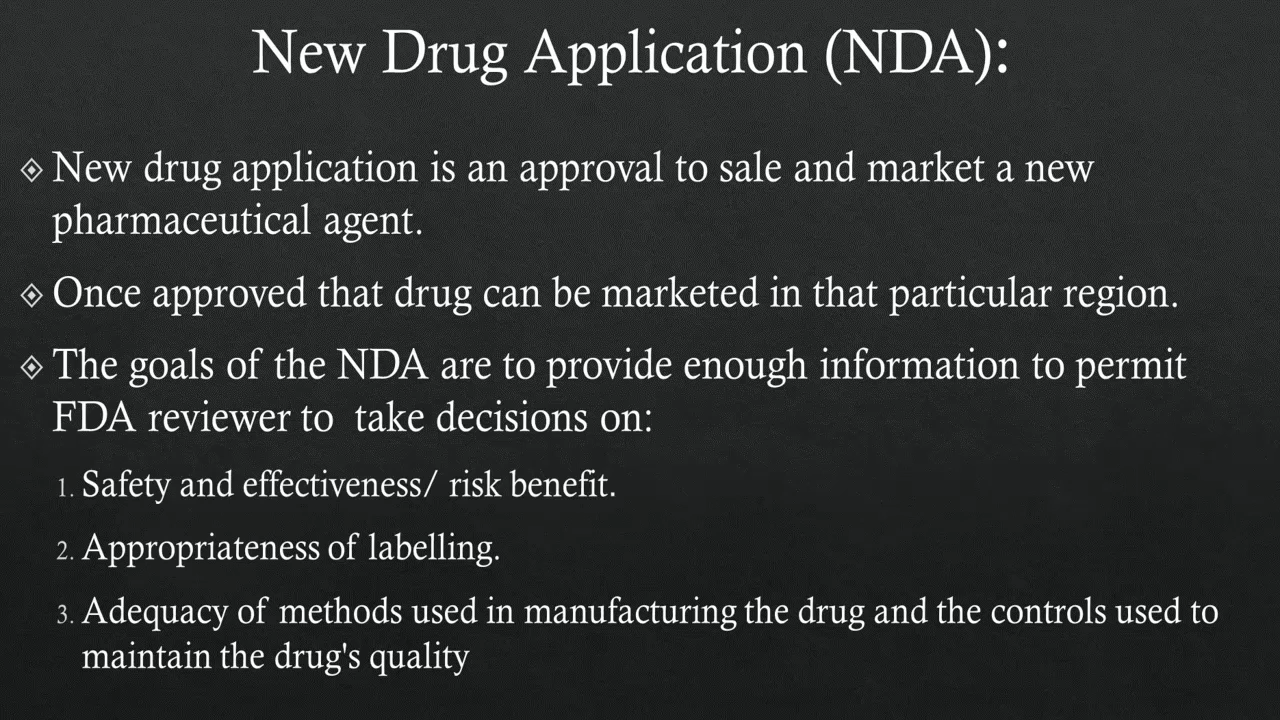 New Drug Application (NDA):
New drug application is an approval to sale and market a new
pharmaceutical agent.
Once approved that drug can be marketed in that particular region.
The goals of the NDA are to provide enough information to permit
FDA reviewer to  take decisions on:
1. Safety and effectiveness/ risk benefit.
2. Appropriateness of labelling.
3. Adequacy of methods used in manufacturing the drug and the controls used to
maintain the drug's quality